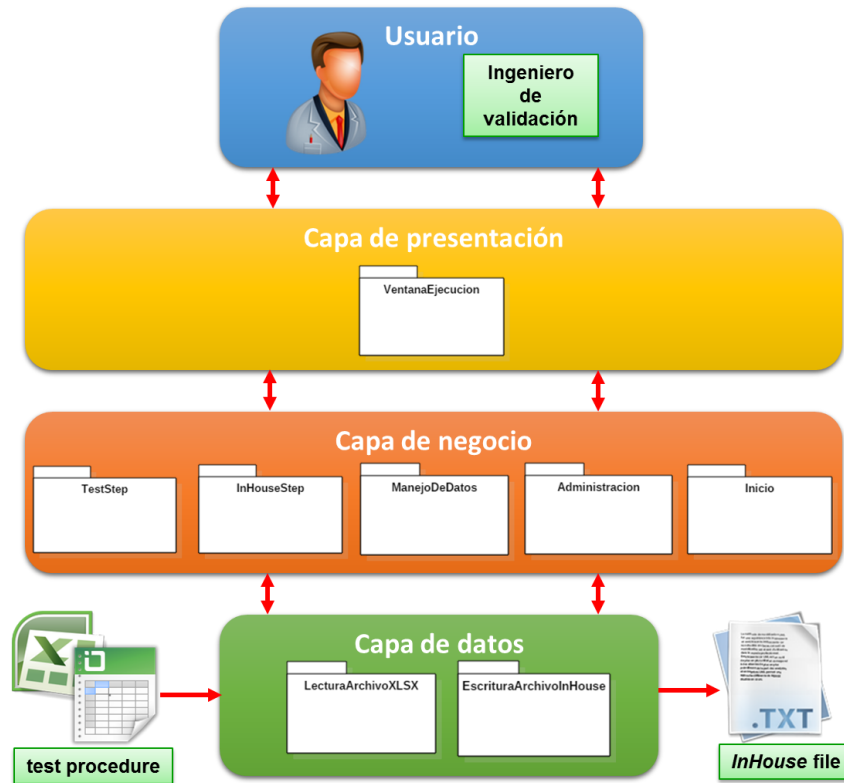 Usuario
Ingeniero
de
validación
Capa de presentación
VentanaEjecucion
Capa de negocio
TestStep
InHouseStep
ManejoDeDatos
Administracion
Inicio
Capa de datos
LecturaArchivoXLSX
EscrituraArchivoInHouse
.TXT
test procedure
InHouse file